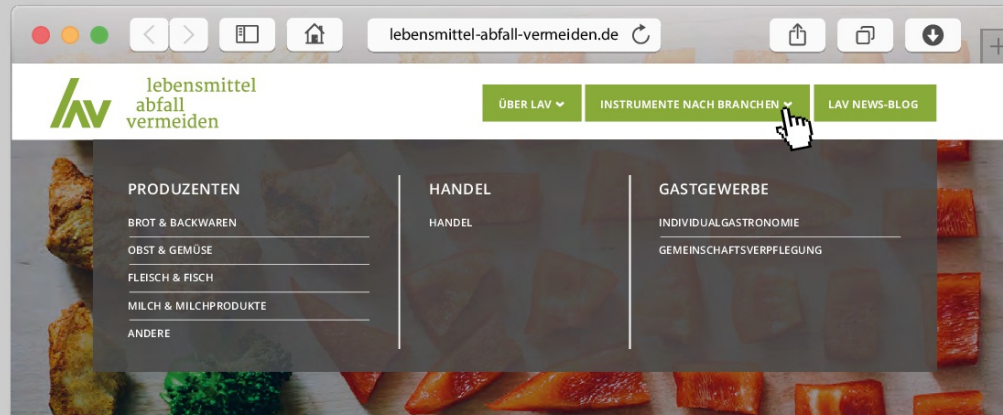 lebensmittel-abfall-vermeiden.de
lav
lebensmittel
abfall
vermeiden
ÜBER LAV
INSTRUMENTE NACH BRANCHEN
LAV NEWS-BLOG
PRODUZENTEN
BROT & BACKWAREN
OBST & GEMÜSE
FLEISCH & FISCH
MILCH & MILCHPRODUKTE
ANDERE
HANDEL
HANDEL
GASTGEWERBE
INDIVIDUALGASTRONOMIE
GEMEINSCHAFTSVERPFLEGUNG